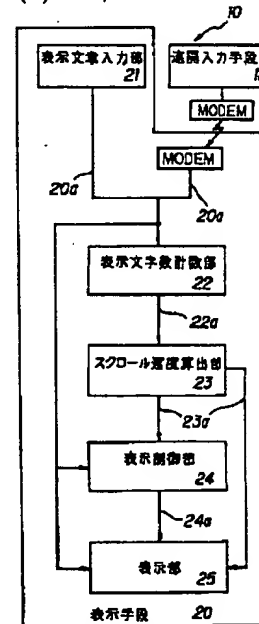 10
表示文章入力部
21
遠隔入力手段
MODEM
MODEM
20a
20a
表示文字数計数部
22
22a
スクロール速度算出部
23
23a
表示制御部
24
24a
表示部
25
表示手段 20